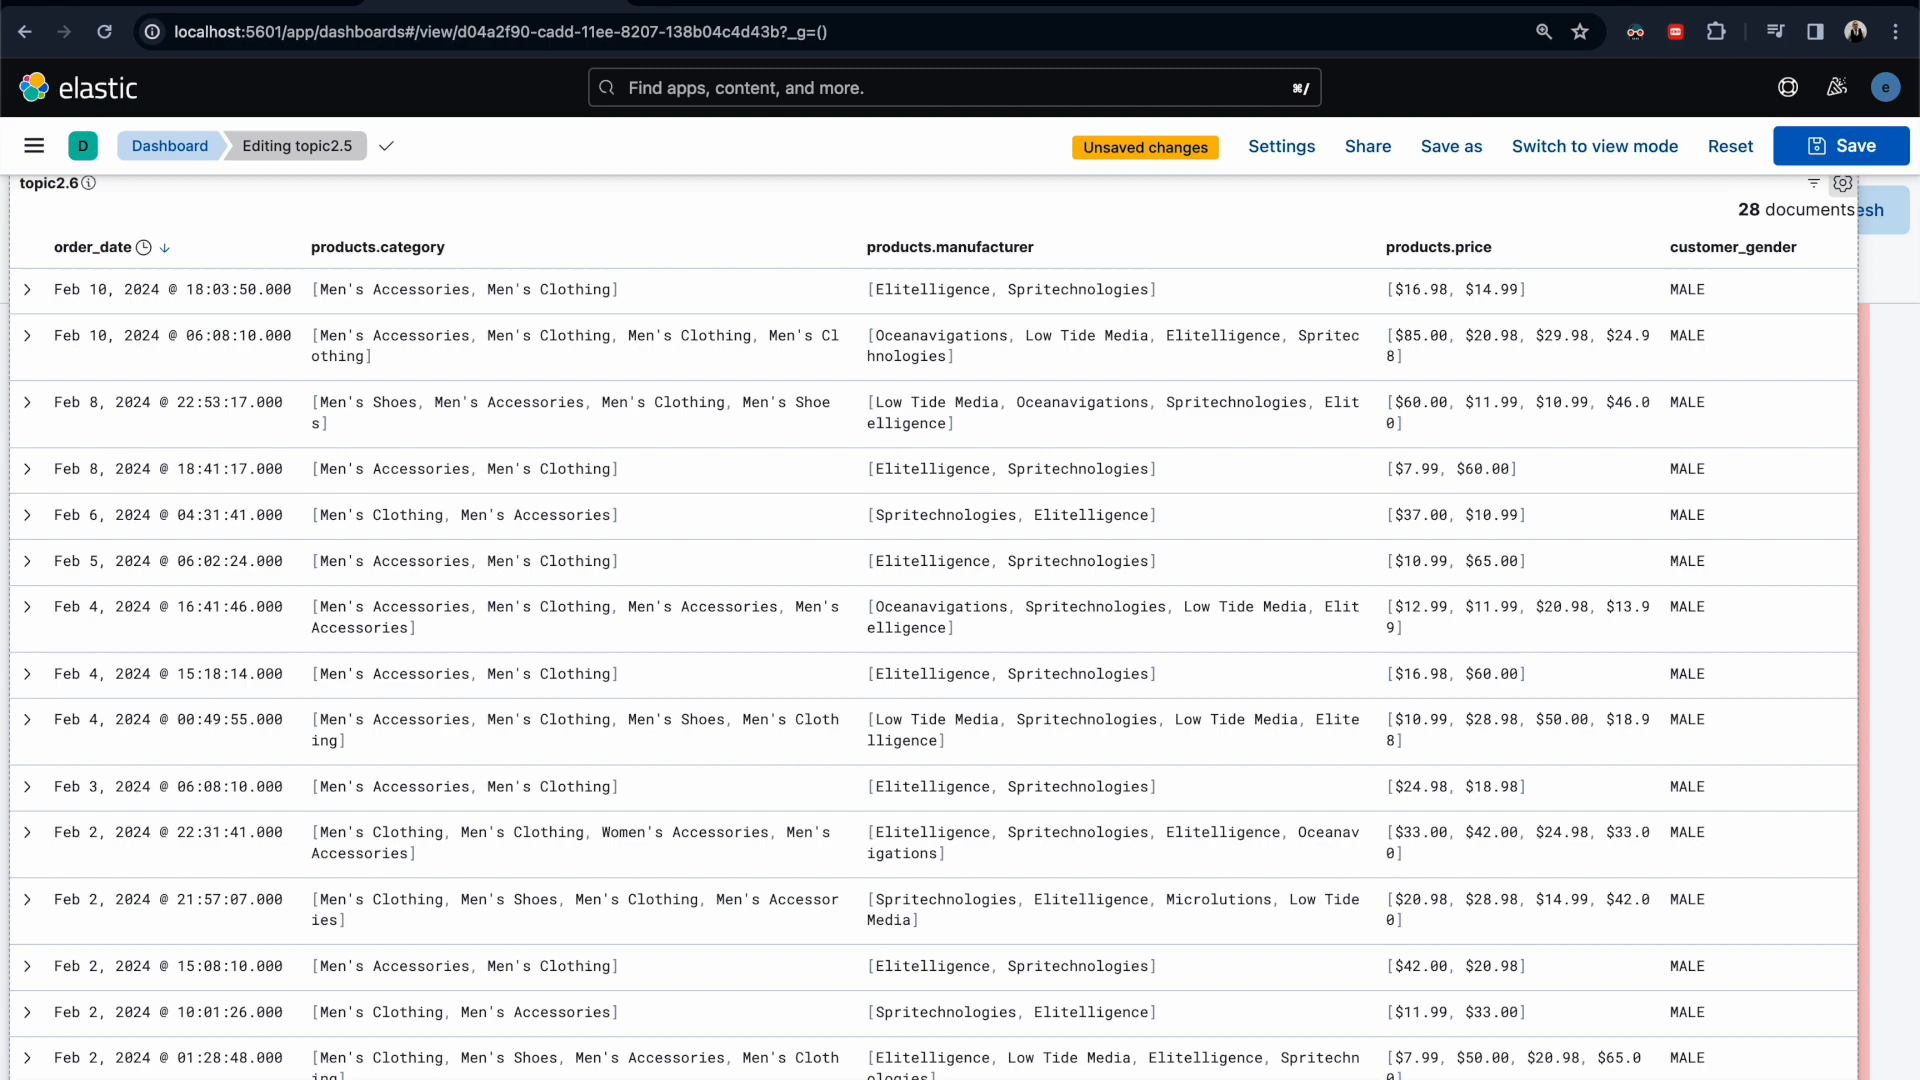 localhost:5601/app/dashboards#/view/d04a2f90-cadd-11ee-8207-138b04c4d43b?_g=()
elastic
Find apps, content, and more.
⌘/
e
D
Dashboard
Editing topic2.5
Unsaved changes
Settings
Share
Save as
Switch to view mode
Reset
Save
topic2.6
28 documents
esh
order_date products.category products.manufacturer products.price customer_gender
Feb 10, 2024 @ 18:03:50.000 [Men's Accessories, Men's Clothing] [Elitelligence, Spritechnologies] [$16.98, $14.99] MALE
Feb 10, 2024 @ 06:08:10.000 [Men's Accessories, Men's Clothing, Men's Clothing, Men's Cl [Oceanavigations, Low Tide Media, Elitelligence, Spritec [$85.00, $20.98, $29.98, $24.9 MALE
othing] hnologies] 8]
Feb 8, 2024 @ 22:53:17.000 [Men's Shoes, Men's Accessories, Men's Clothing, Men's Shoe [Low Tide Media, Oceanavigations, Spritechnologies, Elit [$60.00, $11.99, $10.99, $46.0 MALE
s] elligence] 0]
Feb 8, 2024 @ 18:41:17.000 [Men's Accessories, Men's Clothing] [Elitelligence, Spritechnologies] [$7.99, $60.00] MALE
Feb 6, 2024 @ 04:31:41.000 [Men's Clothing, Men's Accessories] [Spritechnologies, Elitelligence] [$37.00, $10.99] MALE
Feb 5, 2024 @ 06:02:24.000 [Men's Accessories, Men's Clothing] [Elitelligence, Spritechnologies] [$10.99, $65.00] MALE
Feb 4, 2024 @ 16:41:46.000 [Men's Accessories, Men's Clothing, Men's Accessories, Men's [Oceanavigations, Spritechnologies, Low Tide Media, Elit [$12.99, $11.99, $20.98, $13.9 MALE
Accessories] elligence] 9]
Feb 4, 2024 @ 15:18:14.000 [Men's Accessories, Men's Clothing] [Elitelligence, Spritechnologies] [$16.98, $60.00] MALE
Feb 4, 2024 @ 00:49:55.000 [Men's Accessories, Men's Clothing, Men's Shoes, Men's Cloth [Low Tide Media, Spritechnologies, Low Tide Media, Elite [$10.99, $28.98, $50.00, $18.9 MALE
ing] lligence] 8]
Feb 3, 2024 @ 06:08:10.000 [Men's Accessories, Men's Clothing] [Elitelligence, Spritechnologies] [$24.98, $18.98] MALE
Feb 2, 2024 @ 22:31:41.000 [Men's Clothing, Men's Clothing, Women's Accessories, Men's [Elitelligence, Spritechnologies, Elitelligence, Oceanav [$33.00, $42.00, $24.98, $33.0 MALE
Accessories] igations] 0]
Feb 2, 2024 @ 21:57:07.000 [Men's Clothing, Men's Shoes, Men's Clothing, Men's Accessor [Spritechnologies, Elitelligence, Microlutions, Low Tide [$20.98, $28.98, $14.99, $42.0 MALE
ies] Media] 0]
Feb 2, 2024 @ 15:08:10.000 [Men's Accessories, Men's Clothing] [Elitelligence, Spritechnologies] [$42.00, $20.98] MALE
Feb 2, 2024 @ 10:01:26.000 [Men's Clothing, Men's Accessories] [Spritechnologies, Elitelligence] [$11.99, $33.00] MALE
Feb 2, 2024 @ 01:28:48.000 [Men's Clothing, Men's Shoes, Men's Accessories, Men's Cloth [Elitelligence, Low Tide Media, Elitelligence, Spritechn [$7.99, $50.00, $20.98, $65.0 MALE
ing] ologies] 0]